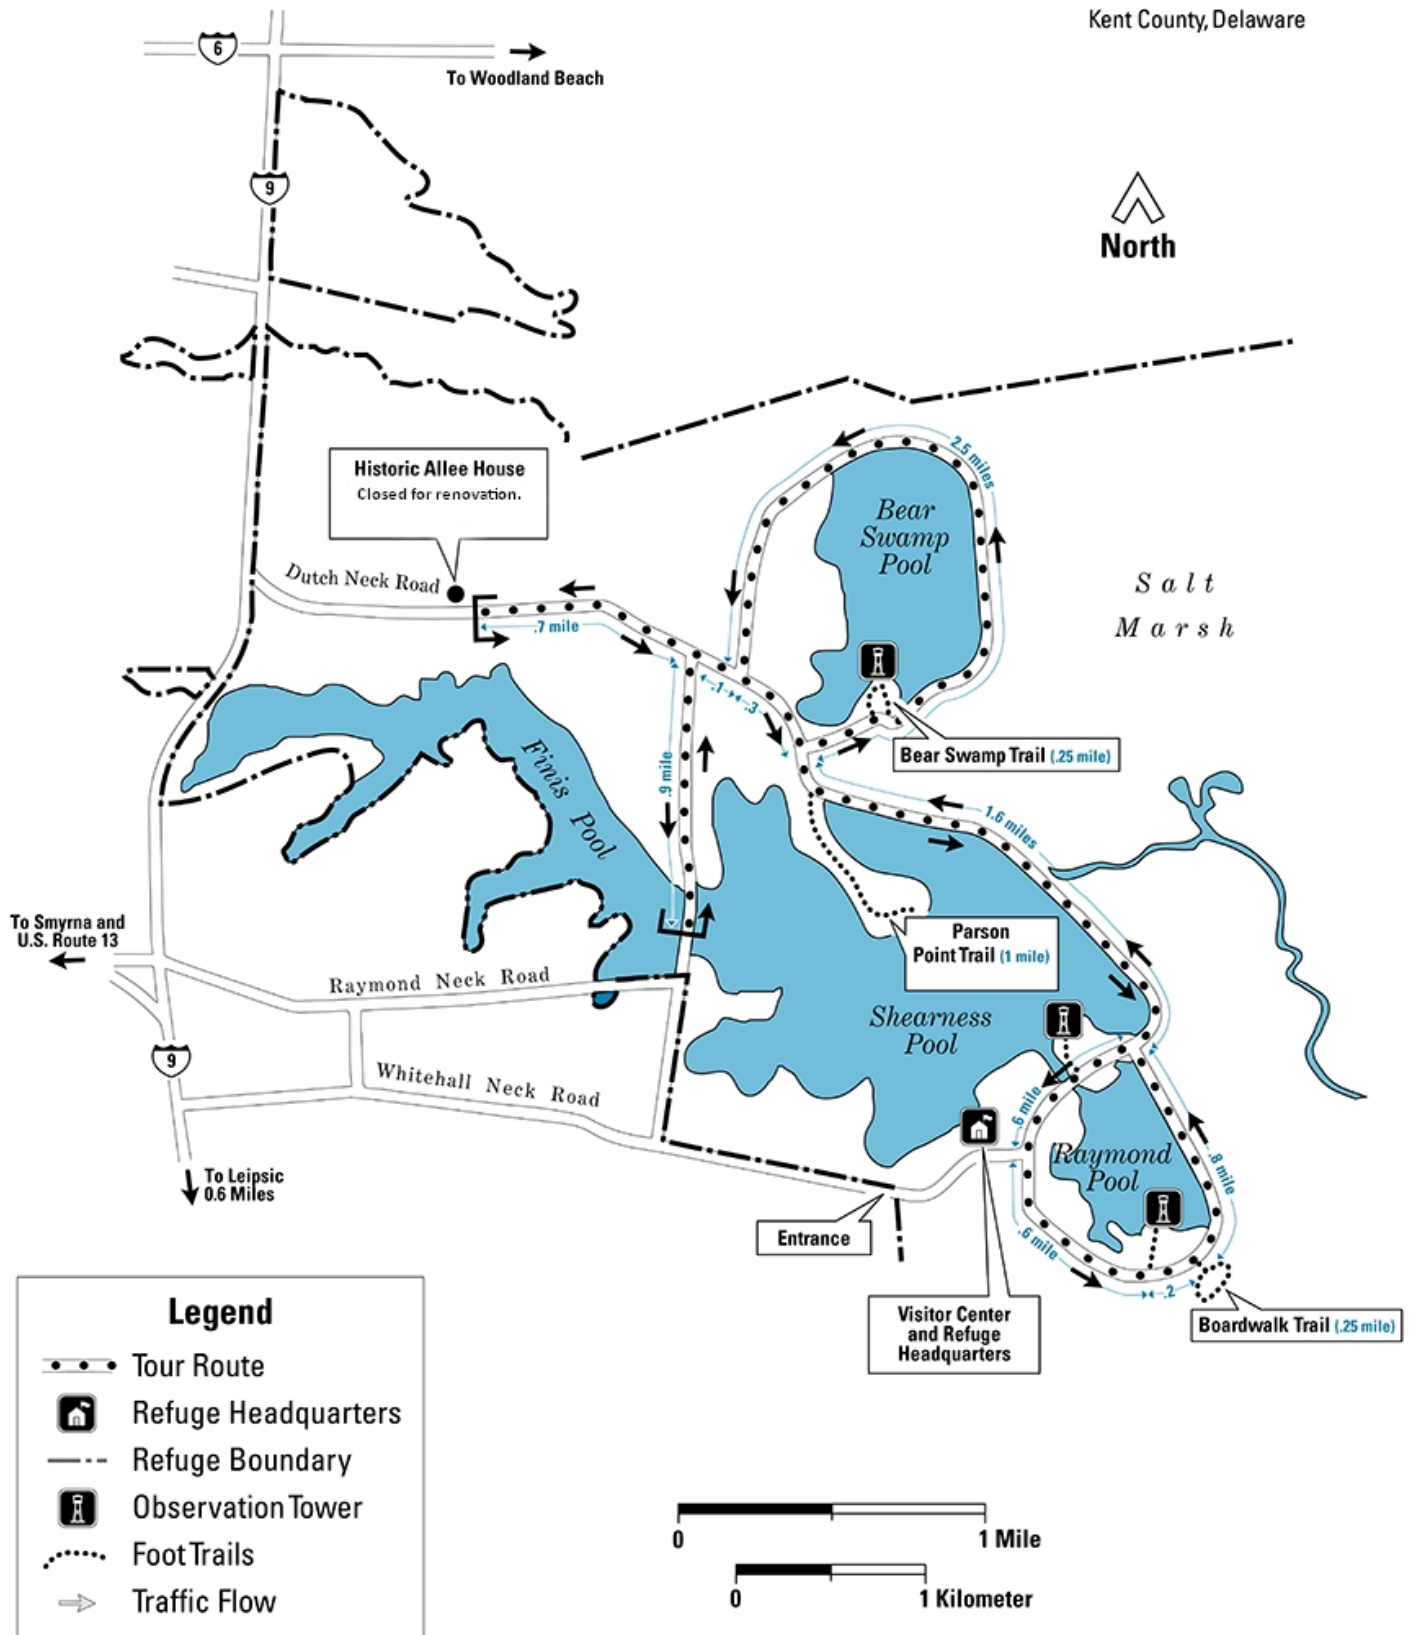 Kent County, Delaware
6
To Woodland Beach
9
North
2.5 miles
Historic Allee House
Closed for renovation.
Bear
Swamp
Pool
Dutch Neck Road
Salt
Marsh
.7 mile
.1
.3
Bear Swamp Trail (.25 mile)
Finis Pool
.9 mile
1.6 miles
To Smyrna and
U.S. Route 13
Parson
Point Trail (1 mile)
Raymond Neck Road
Shearness
Pool
9
Whitehall Neck Road
.6 mile
Raymond
Pool
.8 mile
To Leipsic
0.6 Miles
Entrance
.6 mile
.2
Visitor Center
and Refuge
Headquarters
Boardwalk Trail (.25 mile)
Legend
Tour Route
Refuge Headquarters
Refuge Boundary
Observation Tower
Foot Trails
Traffic Flow
0
1 Mile
0
1 Kilometer